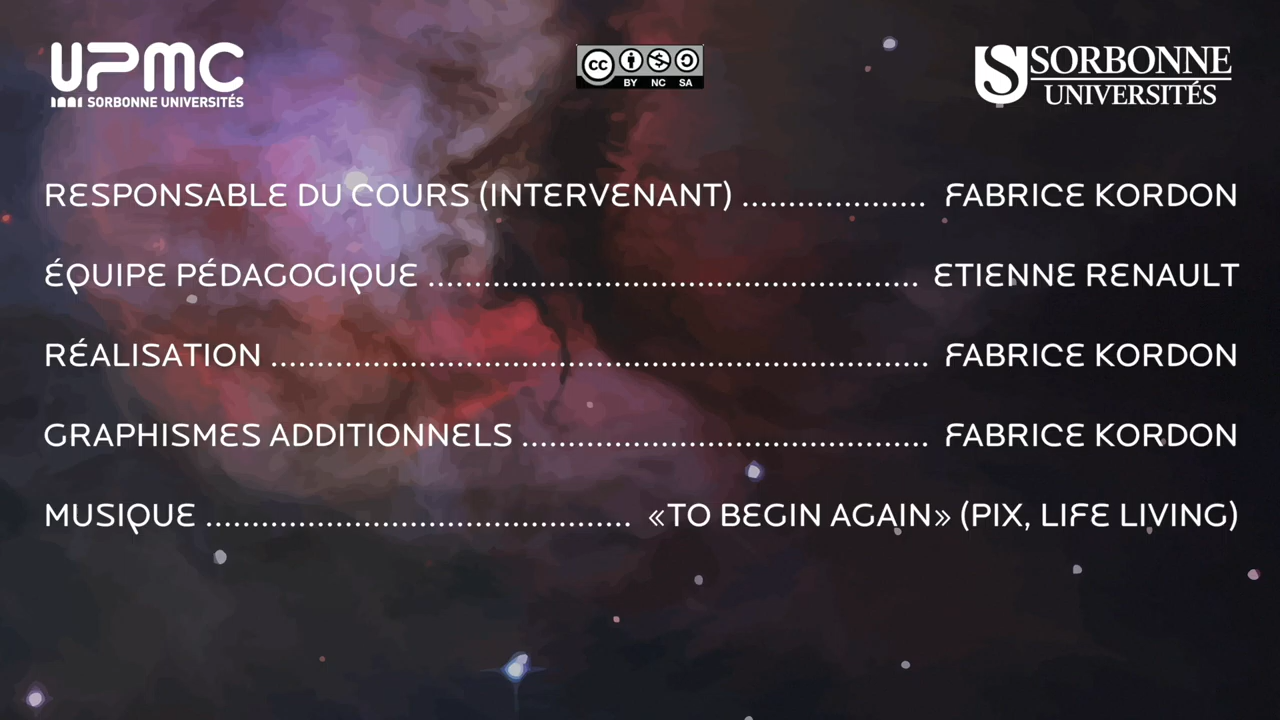 UPMC
SORBONNE UNIVERSITÉS
CC BY NC SA
SORBONNE
UNIVERSITÉS
RESPONSABLE DU COURS (INTERVENANT) .................... FABRICE KORDON
ÉQUIPE PÉDAGOGIQUE ..................................................... ETIENNE RENAULT
RÉALISATION ....................................................................... FABRICE KORDON
GRAPHISMES ADDITIONNELS ............................................ FABRICE KORDON
MUSIQUE .............................................. «TO BEGIN AGAIN» (PIX, LIFE LIVING)